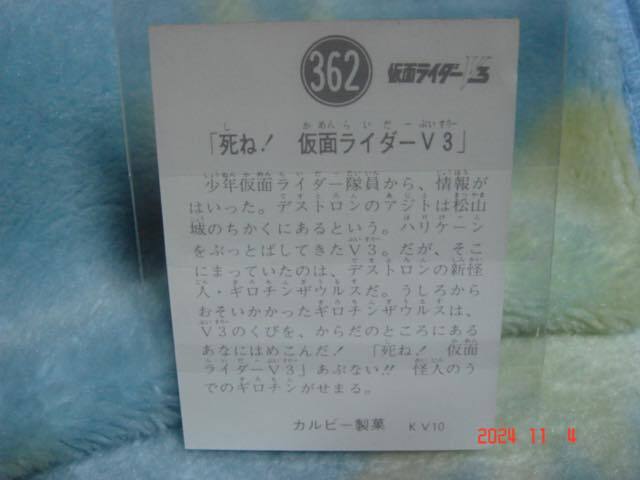 362 仮面ライダーV3
「死ね! 仮面ライダーV3」
少年仮面ライダー隊員から、情報が
はいった。デストロンのアジトは松山
城のちかくにあるという。ハリケーン
をぶっとばしてきたV3。だが、そこ
にまっていたのは、デストロンの新怪
人・ギロチンザウルスだ。うしろから
おそいかかったギロチンザウルスは、
V3のくびを、からだのところにある
あなにはめこんだ! 「死ね! 仮面
ライダーV3」あぶない!! 怪人のう
でのギロチンがせまる。
カルビー製菓 KV10
2024 11 4